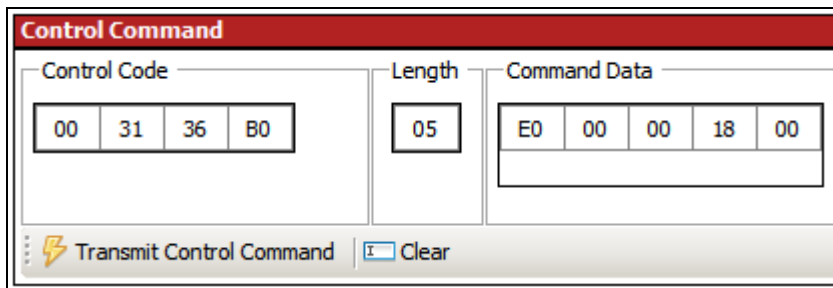 Control Command
Control Code Length Command Data
00 31 36 B0 05 E0 00 00 18 00
Transmit Control Command Clear